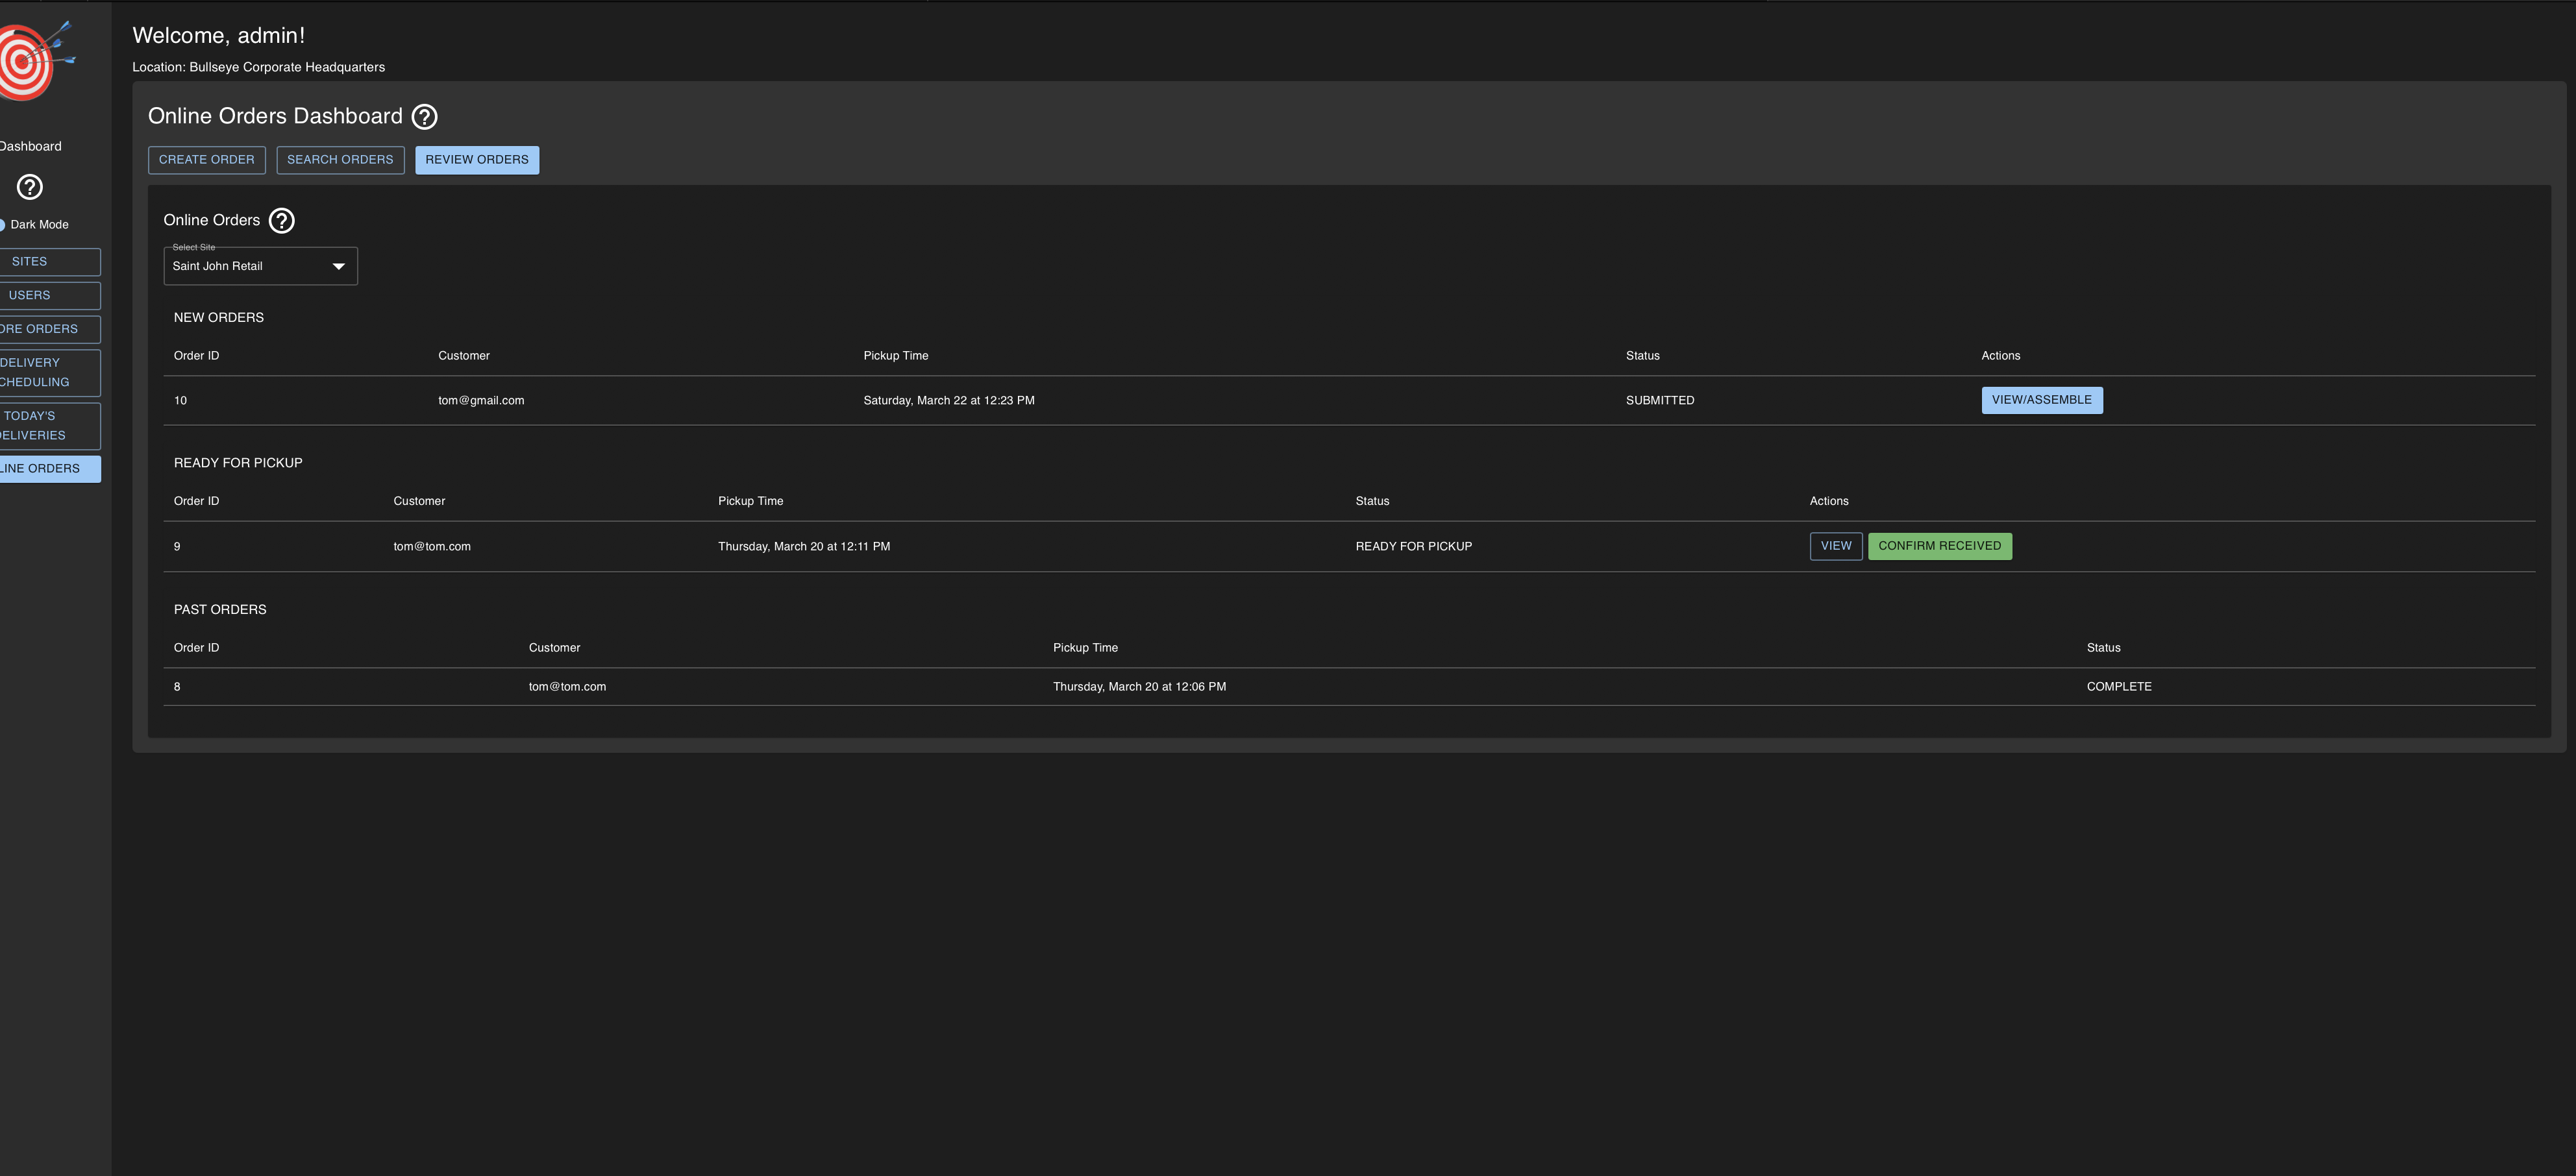 Welcome, admin!
Location: Bullseye Corporate Headquarters
Dashboard
Dark Mode
SITES
USERS
ORE ORDERS
DELIVERY
CHEDULING
TODAY'S
DELIVERIES
LINE ORDERS
Online Orders Dashboard
CREATE ORDER SEARCH ORDERS REVIEW ORDERS
Online Orders
Select Site
Saint John Retail
NEW ORDERS
Order ID Customer Pickup Time Status Actions
10 tom@gmail.com Saturday, March 22 at 12:23 PM SUBMITTED VIEW/ASSEMBLE
READY FOR PICKUP
Order ID Customer Pickup Time Status Actions
9 tom@tom.com Thursday, March 20 at 12:11 PM READY FOR PICKUP VIEW CONFIRM RECEIVED
PAST ORDERS
Order ID Customer Pickup Time Status
8 tom@tom.com Thursday, March 20 at 12:06 PM COMPLETE